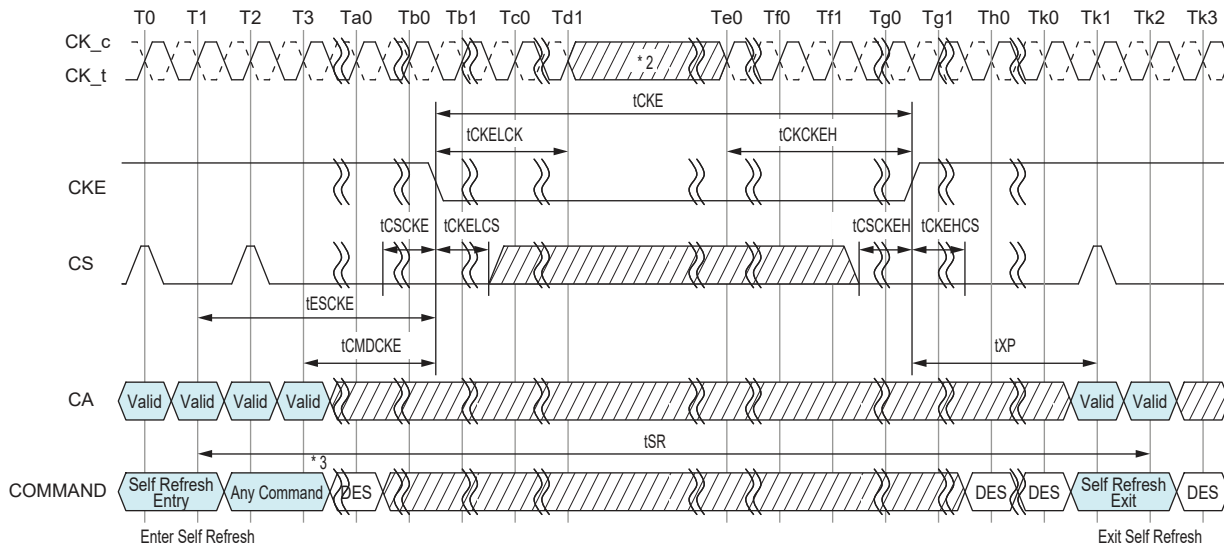 T0 T1 T2 T3 Ta0 Tb0 Tb1 Tc0 Td1 Te0 Tf0 Tf1 Tg0 Tg1 Th0 Tk0 Tk1 Tk2 Tk3
CK_c
CK_t
* 2
tCKE
tCKELCK tCKCKEH
CKE
tCSCKE tCKELCS tCSCKEH tCKEHCS
CS
tESCKE
tCMDCKE tXP
CA Valid Valid Valid Valid Valid Valid
tSR
* 3
COMMAND Self Refresh Entry Any Command DES DES DES Self Refresh Exit DES
Enter Self Refresh Exit Self Refresh